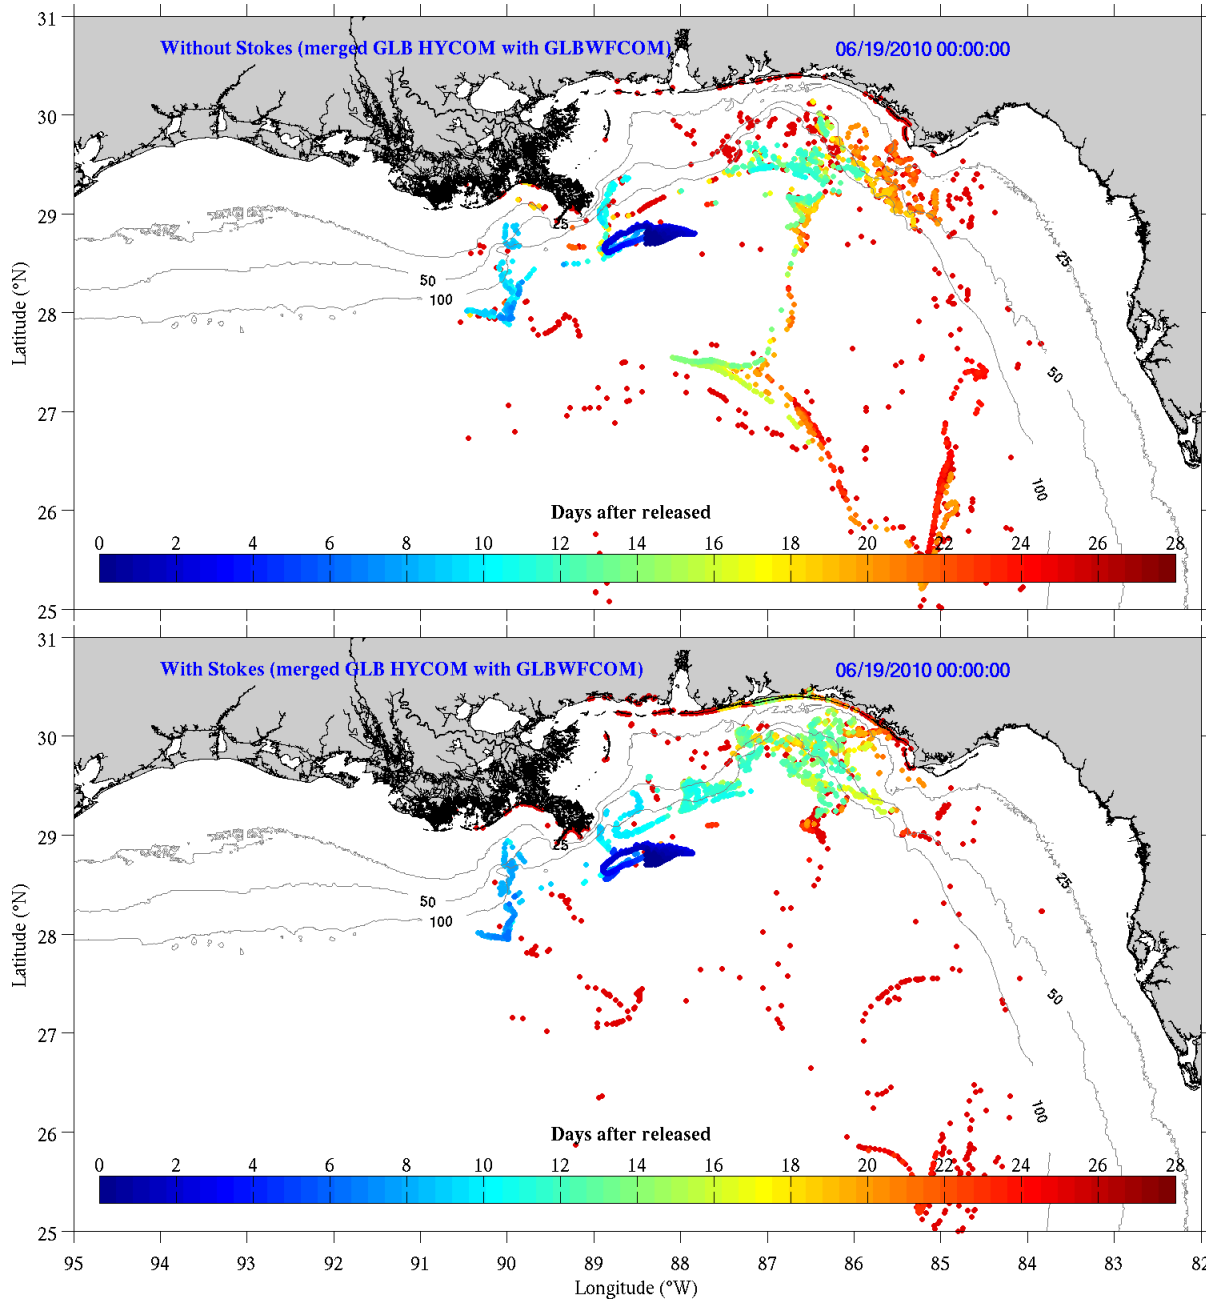 31
Without Stokes (merged GLB HYCOM with GLBWFCOM)
06/19/2010 00:00:00
30
29
28
27
26
25
Latitude (°N)
25
50
100
25
50
100
Days after released
0 2 4 6 8 10 12 14 16 18 20 22 24 26 28
31
With Stokes (merged GLB HYCOM with GLBWFCOM)
06/19/2010 00:00:00
30
29
28
27
26
25
Latitude (°N)
25
50
100
25
50
100
Days after released
0 2 4 6 8 10 12 14 16 18 20 22 24 26 28
95 94 93 92 91 90 89 88 87 86 85 84 83 82
Longitude (°W)